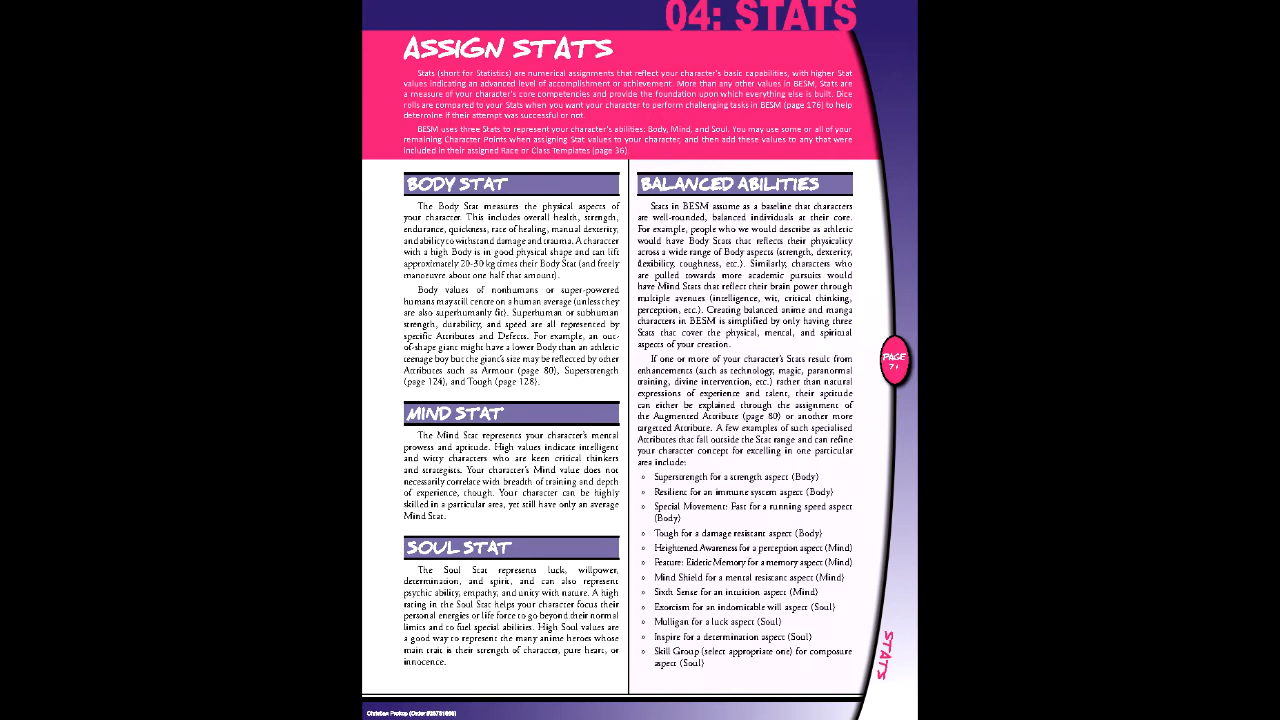 04: STATS
ASSIGN STATS
Stats (short for Statistics) are numerical assignments that reflect your character's basic capabilities, with higher Stat
values indicating an advanced level of accomplishment or achievement. More than any other values in BESM, Stats are
a measure of your character's core competencies and provide the foundation upon which everything else is built. Dice
rolls are compared to your Stats when you want your character to perform challenging tasks in BESM (page 176) to help
determine if their attempt was successful or not.
BESM uses three Stats to represent your character's abilities: Body, Mind, and Soul. You may use some or all of your
remaining Character Points when assigning Stat values to your character, and then add these values to any that were
included in their assigned Race or Class Templates (page 36).
BODY STAT
The Body Stat measures the physical aspects of
your character. This includes overall health, strength,
endurance, quickness, rate of healing, manual dexterity,
and ability to withstand damage and trauma. A character
with a high Body is in good physical shape and can lift
approximately 20-30 kg times their Body Stat (and freely
manoeuvre about one half that amount).
Body values of nonhumans or super-powered
humans may still centre on a human average (unless they
are also superhumanly fit). Superhuman or subhuman
strength, durability, and speed are all represented by
specific Attributes and Defects. For example, an out-
of-shape giant might have a lower Body than an athletic
teenage boy but the giant's size may be reflected by other
Attributes such as Armour (page 80), Superstrength
(page 124), and Tough (page 128).
MIND STAT
The Mind Stat represents your character's mental
prowess and aptitude. High values indicate intelligent
and witty characters who are keen critical thinkers
and strategists. Your character's Mind value does not
necessarily correlate with breadth of training and depth
of experience, though. Your character can be highly
skilled in a particular area, yet still have only an average
Mind Stat.
SOUL STAT
The Soul Stat represents luck, willpower,
determination, and spirit, and can also represent
psychic ability, empathy, and unity with nature. A high
rating in the Soul Stat helps your character focus their
personal energies or life force to go beyond their normal
limits and to fuel special abilities. High Soul values are
a good way to represent the many anime heroes whose
main trait is their strength of character, pure heart, or
innocence.
BALANCED ABILITIES
Stats in BESM assume as a baseline that characters
are well-rounded, balanced individuals at their core.
For example, people who we would describe as athletic
would have Body Stats that reflects their physicality
across a wide range of Body aspects (strength, dexterity,
flexibility, toughness, etc.). Similarly, characters who
are pulled towards more academic pursuits would
have Mind Stats that reflect their brain power through
multiple avenues (intelligence, wit, critical thinking,
perception, etc.). Creating balanced anime and manga
characters in BESM is simplified by only having three
Stats that cover the physical, mental, and spiritual
aspects of your creation.
If one or more of your character's Stats result from
enhancements (such as technology, magic, paranormal
training, divine intervention, etc.) rather than natural
expressions of experience and talent, their aptitude
can either be explained through the assignment of
the Augmented Attribute (page 80) or another more
targetted Attribute. A few examples of such specialised
Attributes that fall outside the Stat range and can refine
your character concept for excelling in one particular
area include:
» Superstrength for a strength aspect (Body)
» Resilient for an immune system aspect (Body)
» Special Movement: Fast for a running speed aspect
(Body)
» Tough for a damage resistant aspect (Body)
» Heightened Awareness for a perception aspect (Mind)
» Feature: Eidetic Memory for a memory aspect (Mind)
» Mind Shield for a mental resistant aspect (Mind)
» Sixth Sense for an intuition aspect (Mind)
» Exorcism for an indomitable will aspect (Soul)
» Mulligan for a luck aspect (Soul)
» Inspire for a determination aspect (Soul)
» Skill Group (select appropriate one) for composure
aspect (Soul)
PAGE
71
STATS